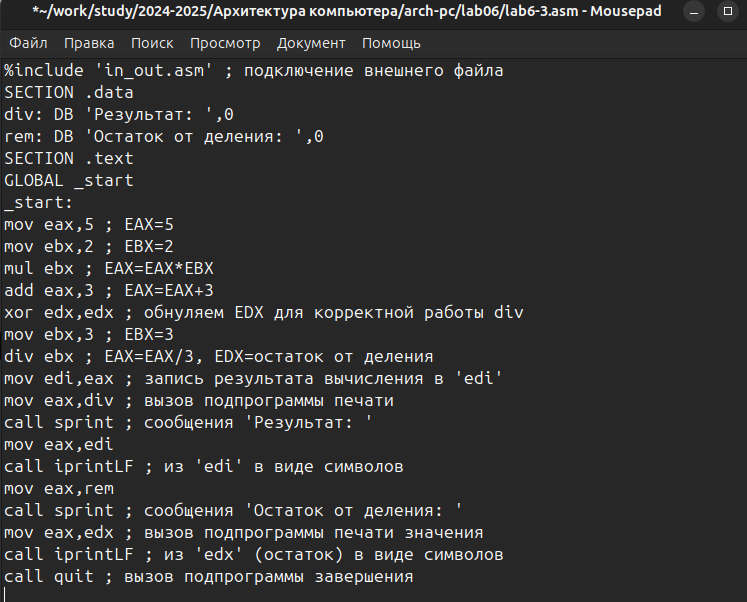 *~/work/study/2024-2025/Архитектура компьютера/arch-pc/lab06/lab6-3.asm - Mousepad
Файл Правка Поиск Просмотр Документ Помощь
%include 'in_out.asm' ; подключение внешнего файла
SECTION .data
div: DB 'Результат: ',0
rem: DB 'Остаток от деления: ',0
SECTION .text
GLOBAL _start
_start:
mov eax,5 ; EAX=5
mov ebx,2 ; EBX=2
mul ebx ; EAX=EAX*EBX
add eax,3 ; EAX=EAX+3
xor edx,edx ; обнуляем EDX для корректной работы div
mov ebx,3 ; EBX=3
div ebx ; EAX=EAX/3, EDX=остаток от деления
mov edi,eax ; запись результата вычисления в 'edi'
mov eax,div ; вызов подпрограммы печати
call sprint ; сообщения 'Результат: '
mov eax,edi
call iprintLF ; из 'edi' в виде символов
mov eax,rem
call sprint ; сообщения 'Остаток от деления: '
mov eax,edx ; вызов подпрограммы печати значения
call iprintLF ; из 'edx' (остаток) в виде символов
call quit ; вызов подпрограммы завершения